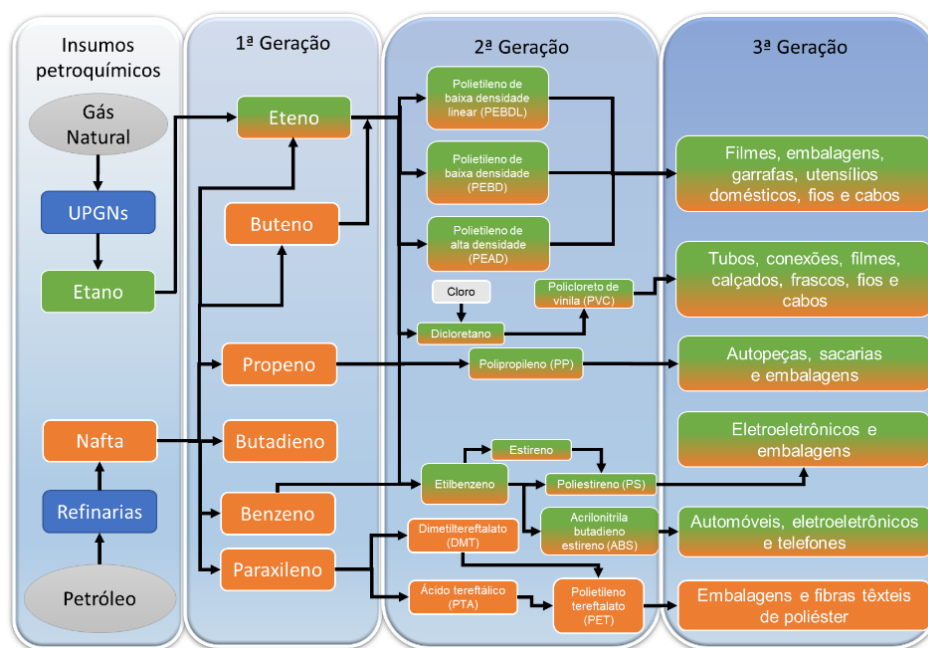 Insumos
petroquímicos
Gás
Natural
UPGNs
Etano
Nafta
Refinarias
Petróleo
1ª Geração
Eteno
Buteno
Propeno
Butadieno
Benzeno
Paraxileno
2ª Geração
Polietileno de
baixa densidade
linear (PEBDL)
Polietileno de
baixa densidade
(PEBD)
Polietileno de
alta densidade
(PEAD)
Cloro
Policloreto de
vinila (PVC)
Dicloretano
Polipropileno (PP)
Estireno
Etilbenzeno
Poliestireno (PS)
Acrilonitrila
butadieno
estireno (ABS)
Dimetiltereftalato
(DMT)
Ácido tereftálico
(PTA)
Polietileno
tereftalato
(PET)
3ª Geração
Filmes, embalagens,
garrafas, utensílios
domésticos, fios e cabos
Tubos, conexões, filmes,
calçados, frascos, fios e
cabos
Autopeças, sacarias
e embalagens
Eletroeletrônicos e
embalagens
Automóveis, eletroeletrônicos
e telefones
Embalagens e fibras têxteis
de poliéster